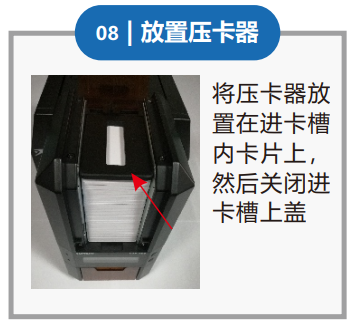 08 | 放置压卡器
将压卡器放
置在进卡槽
内卡片上，
然后关闭进
卡槽上盖